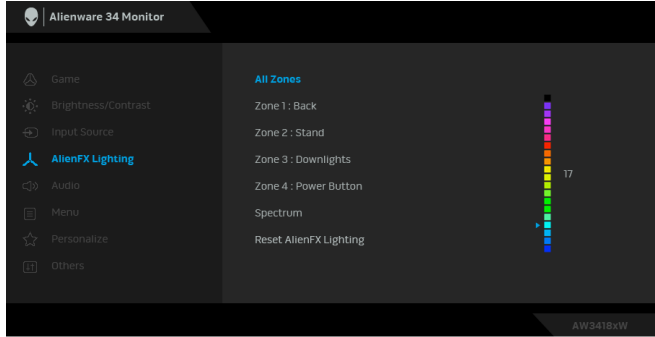 Alienware 34 Monitor
Game
Brightness/Contrast
Input Source
AlienFX Lighting
Audio
Menu
Personalize
Others
All Zones
Zone 1 : Back
Zone 2 : Stand
Zone 3 : Downlights
Zone 4 : Power Button
Spectrum
Reset AlienFX Lighting
17
AW3418xW